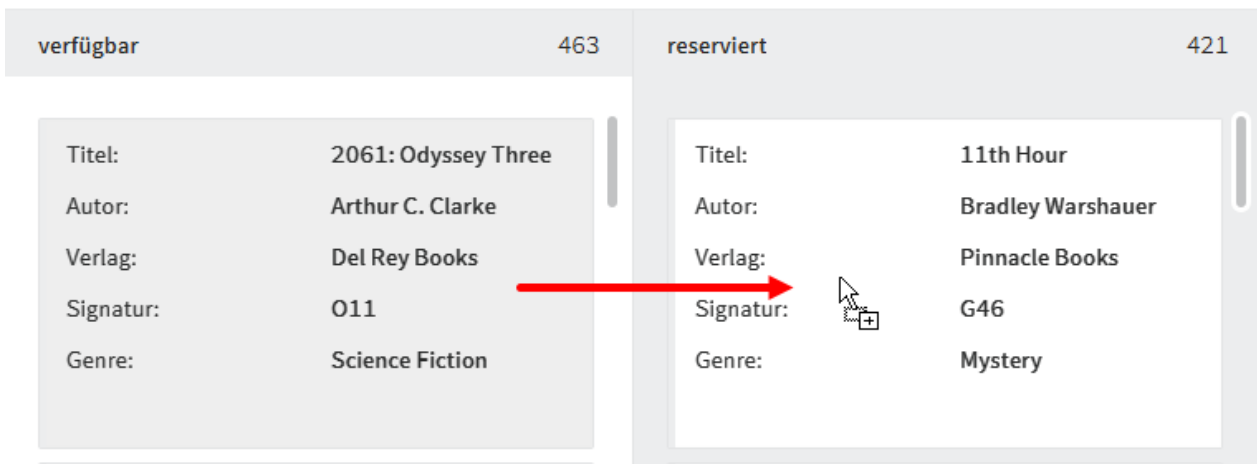 verfügbar 463
Titel: 2061: Odyssey Three
Autor: Arthur C. Clarke
Verlag: Del Rey Books
Signatur: O11
Genre: Science Fiction
reserviert 421
Titel: 11th Hour
Autor: Bradley Warshauer
Verlag: Pinnacle Books
Signatur: G46
Genre: Mystery